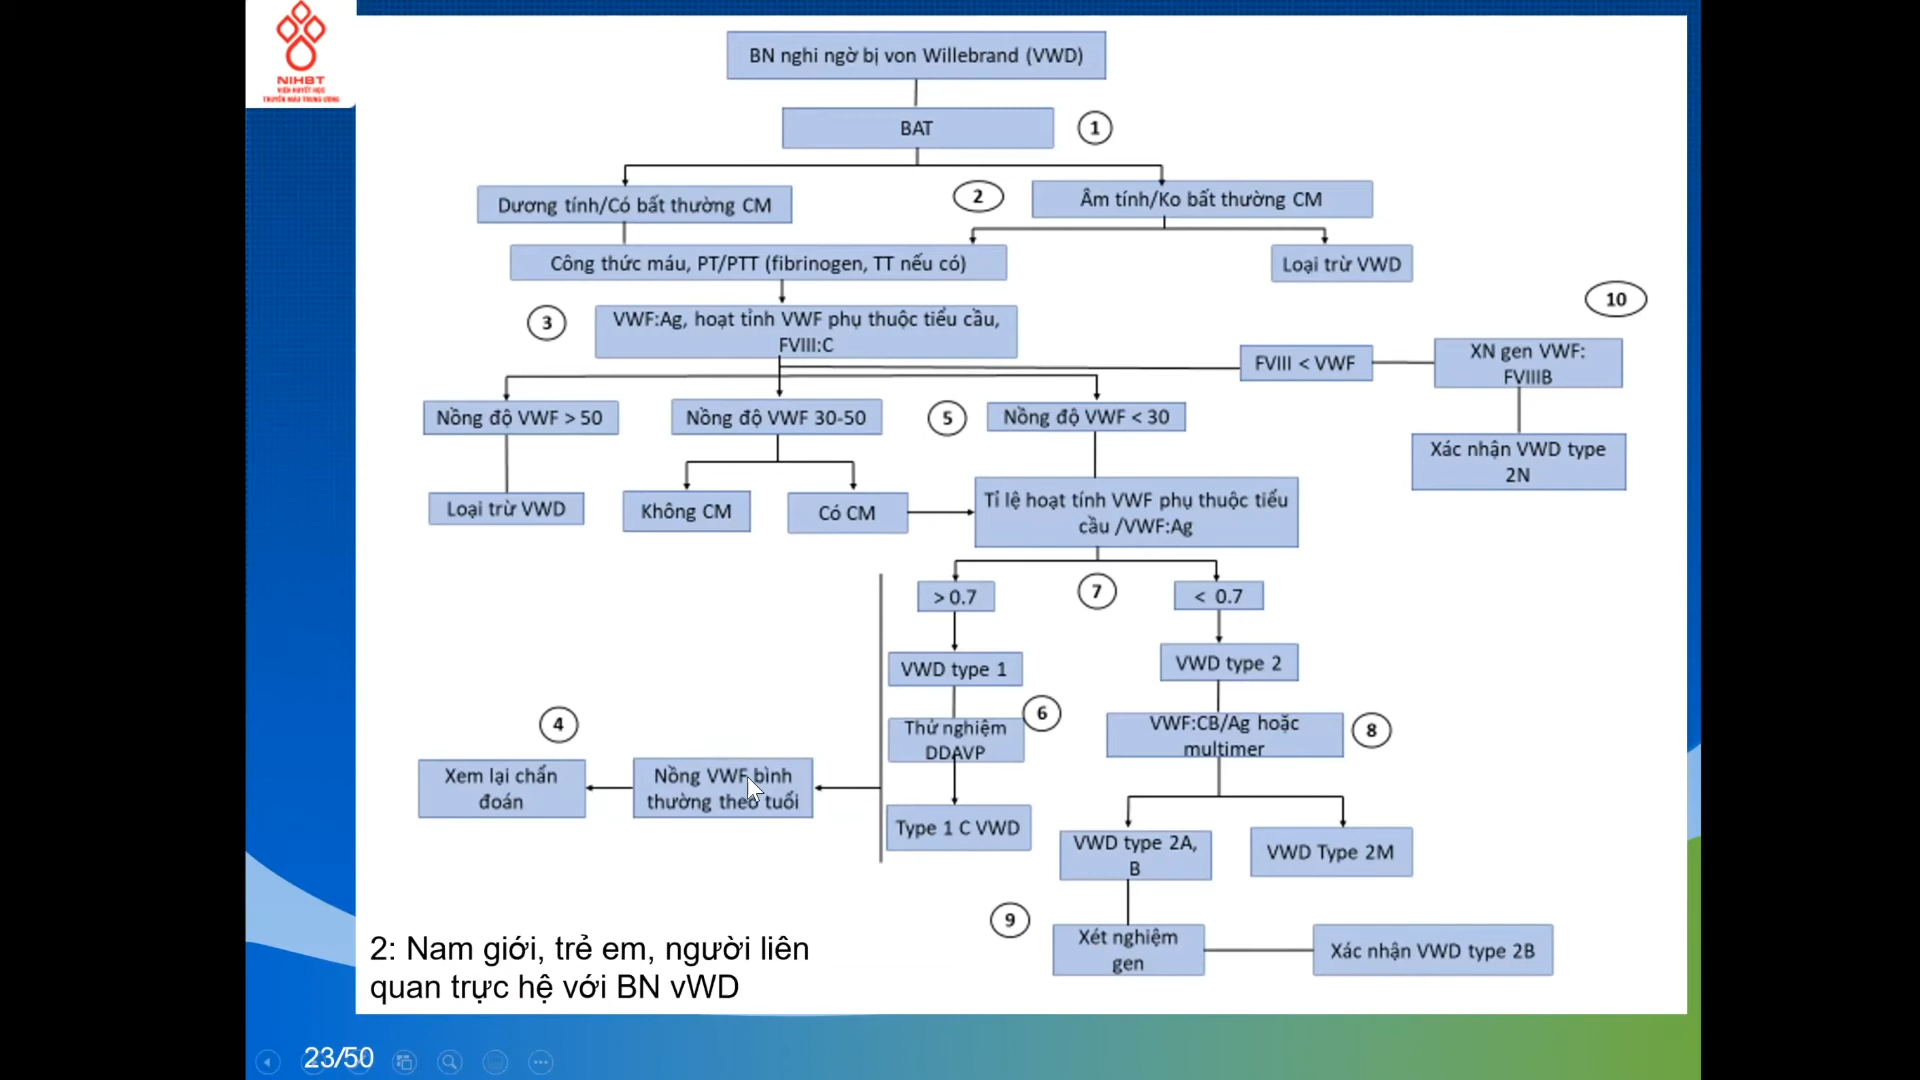 NIHBT
VIỆN HUYẾT HỌC
TRUYỀN MÁU TRUNG ƯƠNG
BN nghi ngờ bị von Willebrand (VWD)
BAT
1
Dương tính/Có bất thường CM
2
Âm tính/Ko bất thường CM
Công thức máu, PT/PTT (fibrinogen, TT nếu có)
Loại trừ VWD
10
3
VWF:Ag, hoạt tính VWF phụ thuộc tiểu cầu,
FVIII:C
FVIII < VWF
XN gen VWF:
FVIIIB
Nồng độ VWF > 50
Nồng độ VWF 30-50
5
Nồng độ VWF < 30
Xác nhận VWD type
2N
Loại trừ VWD
Không CM
Có CM
Tỉ lệ hoạt tính VWF phụ thuộc tiểu
cầu /VWF:Ag
> 0.7
7
< 0.7
VWD type 1
VWD type 2
6
Thử nghiệm
DDAVP
4
VWF:CB/Ag hoặc
multimer
8
Xem lại chẩn
đoán
Nồng VWF bình
thường theo tuổi
Type 1 C VWD
VWD type 2A,
B
VWD Type 2M
9
Xét nghiệm
gen
Xác nhận VWD type 2B
2: Nam giới, trẻ em, người liên
quan trực hệ với BN vWD
23/50